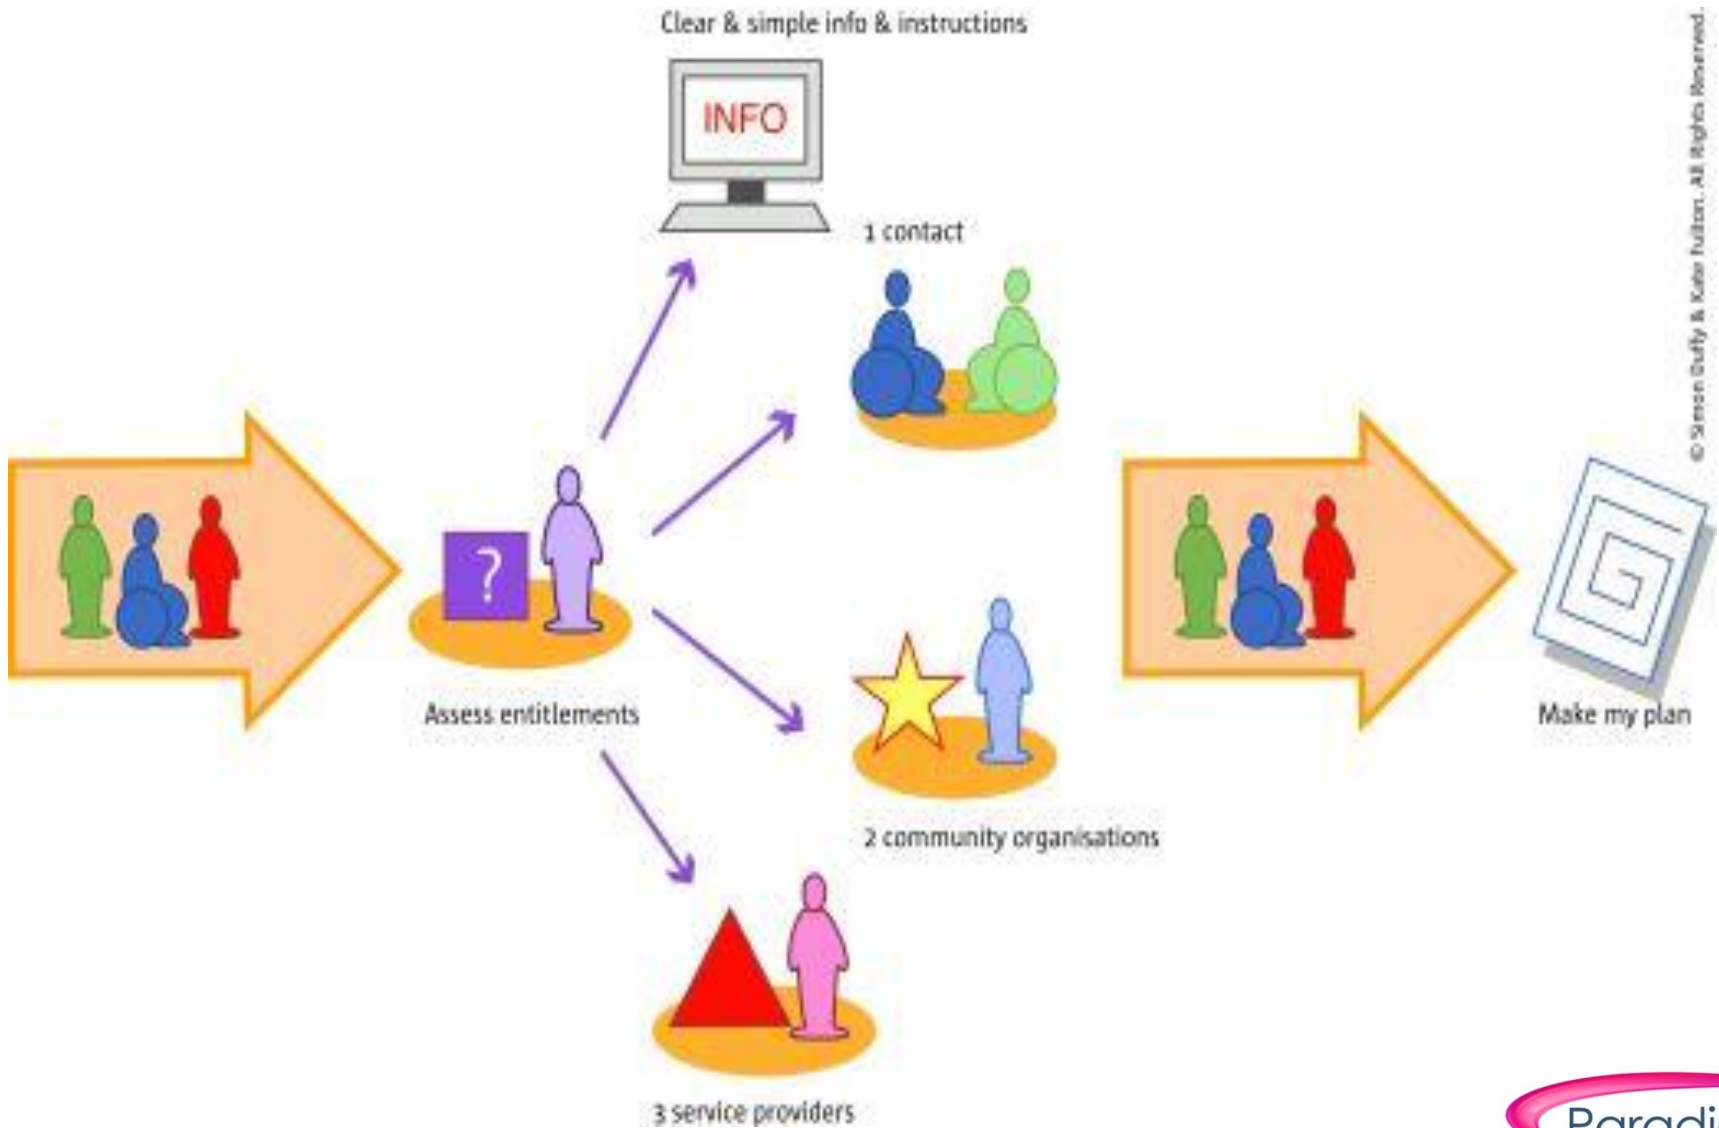 Clear & simple info & instructions
INFO
1 contact
?
Assess entitlements
Make my plan
2 community organisations
3 service providers
© Simon Duffy & Kate Fulton. All Rights Reserved.